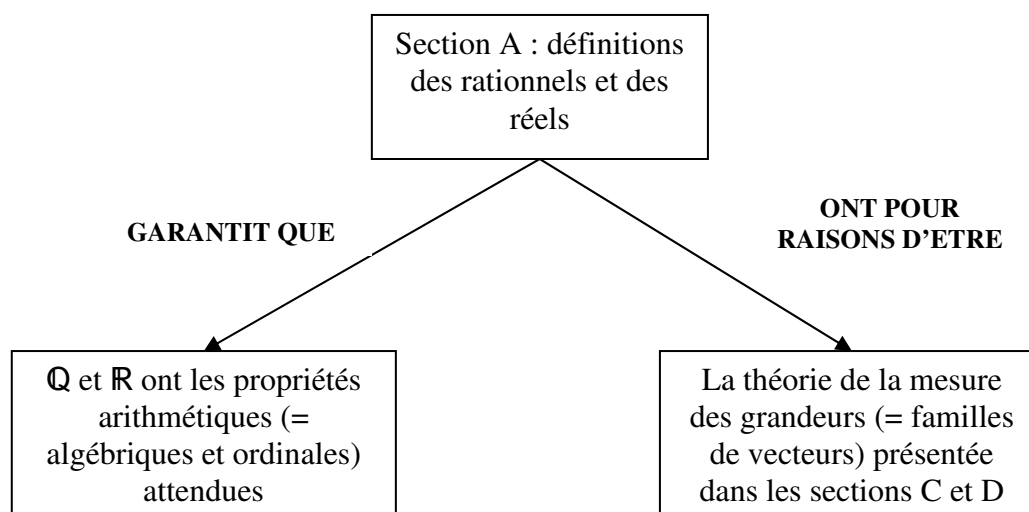 Section A : définitions
des rationnels et des
réels
GARANTIT QUE
ONT POUR
RAISONS D'ETRE
ℚ et ℝ ont les propriétés
arithmétiques (=
algébriques et ordinales)
attendues
La théorie de la mesure
des grandeurs (= familles
de vecteurs) présentée
dans les sections C et D